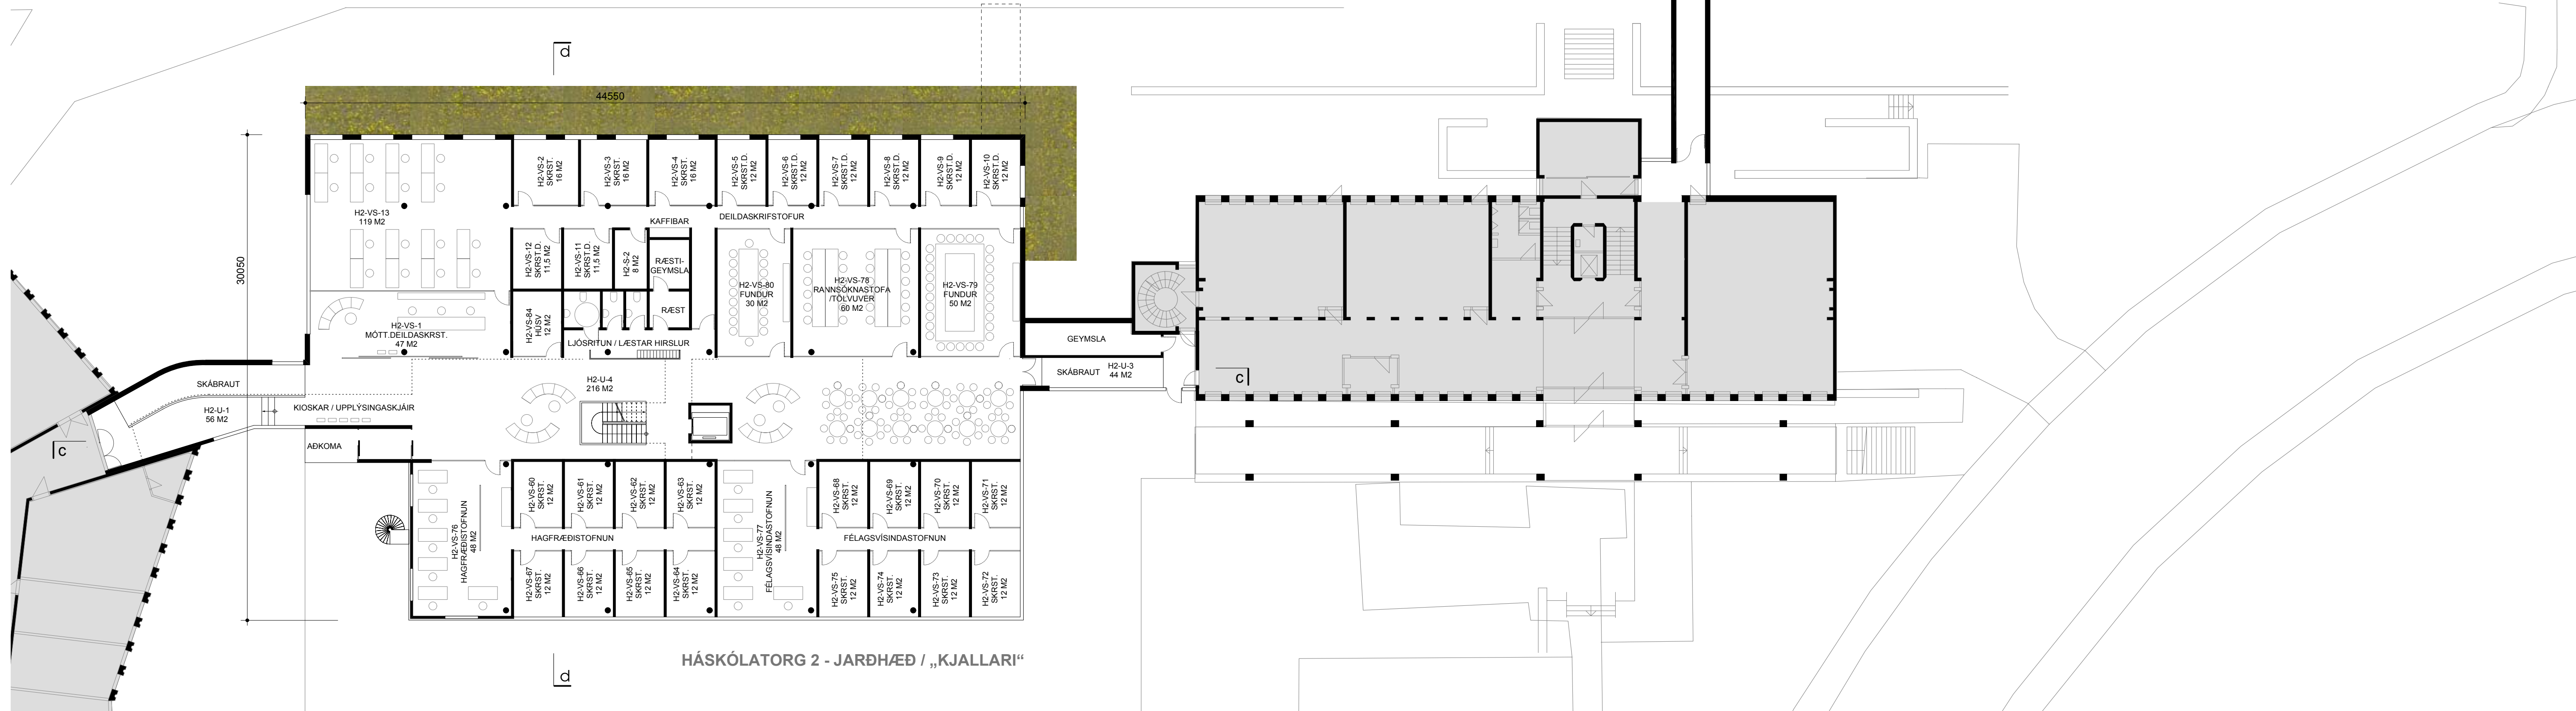 d
44550
30050
H2-VS-13
119 M2
H2-VS-2
SKRST.
16 M2
H2-VS-3
SKRST.
16 M2
H2-VS-4
SKRST.
16 M2
H2-VS-5
SKRST.D.
12 M2
H2-VS-6
SKRST.D.
12 M2
H2-VS-7
SKRST.D.
12 M2
H2-VS-8
SKRST.D.
12 M2
H2-VS-9
SKRST.D.
12 M2
H2-VS-10
SKRST.D.
12 M2
KAFFIBAR
DEILDASKRIFSTOFUR
H2-VS-12
SKRST.D.
11,5 M2
H2-VS-11
SKRST.D.
11,5 M2
H2-S-2
8 M2
RÆSTI-
GEYMSLA
H2-VS-80
FUNDUR
30 M2
H2-VS-78
RANNSÖKNASTOFA
/TÖLVUVER
60 M2
H2-VS-79
FUNDUR
50 M2
H2-VS-1
MÓTT.DEILDASKRST.
47 M2
H2-VS-84
HÚSV
12 M2
RÆST
LJÓSRITUN / LÆSTAR HIRSLUR
GEYMSLA
SKÁBRAUT
H2-U-3
44 M2
c
SKÁBRAUT
H2-U-1
56 M2
KIOSKAR / UPPLÝSINGASKJÁIR
H2-U-4
216 M2
AÐKOMA
c
H2-VS-76
HAGFRÆÐISTOFNUN
48 M2
H2-VS-60
SKRST.
12 M2
H2-VS-61
SKRST.
12 M2
H2-VS-62
SKRST.
12 M2
H2-VS-63
SKRST.
12 M2
H2-VS-77
FÉLAGSVÍSINDASTOFNUN
48 M2
H2-VS-68
SKRST.
12 M2
H2-VS-69
SKRST.
12 M2
H2-VS-70
SKRST.
12 M2
H2-VS-71
SKRST.
12 M2
HAGFRÆÐISTOFNUN
FÉLAGSVÍSINDASTOFNUN
H2-VS-67
SKRST.
12 M2
H2-VS-66
SKRST.
12 M2
H2-VS-65
SKRST.
12 M2
H2-VS-64
SKRST.
12 M2
H2-VS-75
SKRST.
12 M2
H2-VS-74
SKRST.
12 M2
H2-VS-73
SKRST.
12 M2
H2-VS-72
SKRST.
12 M2
HÁSKÓLATORG 2 - JARÐHÆÐ / „KJALLARI“
d